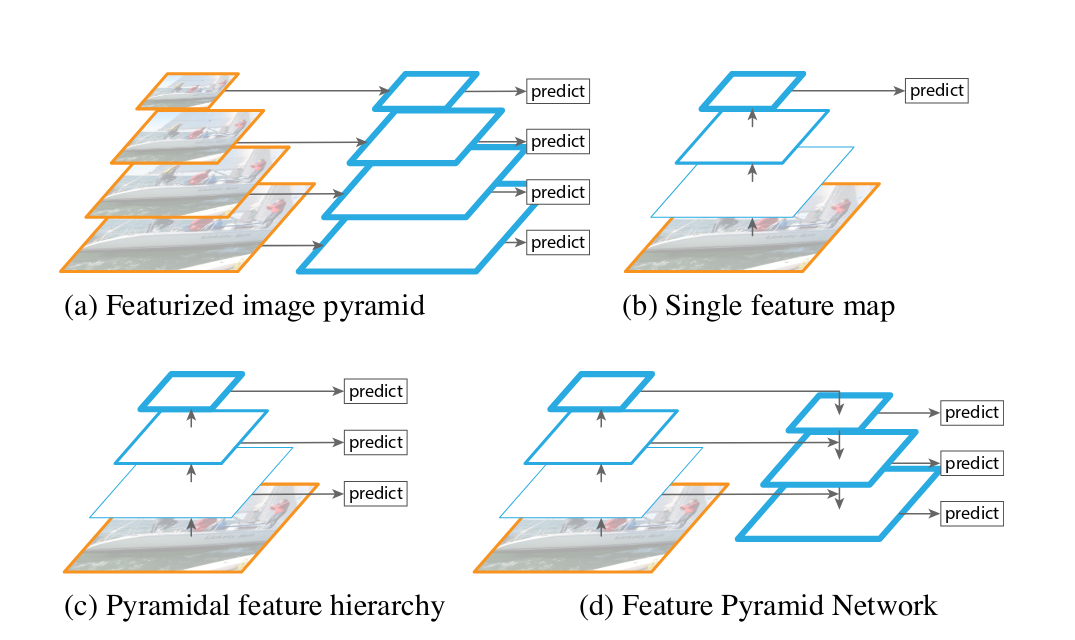 predict
predict
predict
predict
(a) Featurized image pyramid
predict
(b) Single feature map
predict
predict
predict
(c) Pyramidal feature hierarchy
predict
predict
predict
(d) Feature Pyramid Network